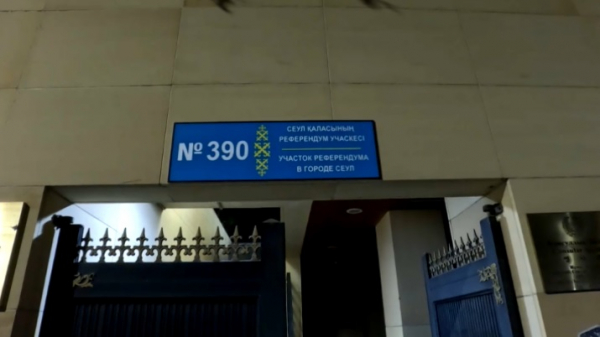 № 390
СЕУЛ ҚАЛАСЫНЫҢ
РЕФЕРЕНДУМ УЧАСКЕСІ
УЧАСТОК РЕФЕРЕНДУМА
В ГОРОДЕ СЕУЛ